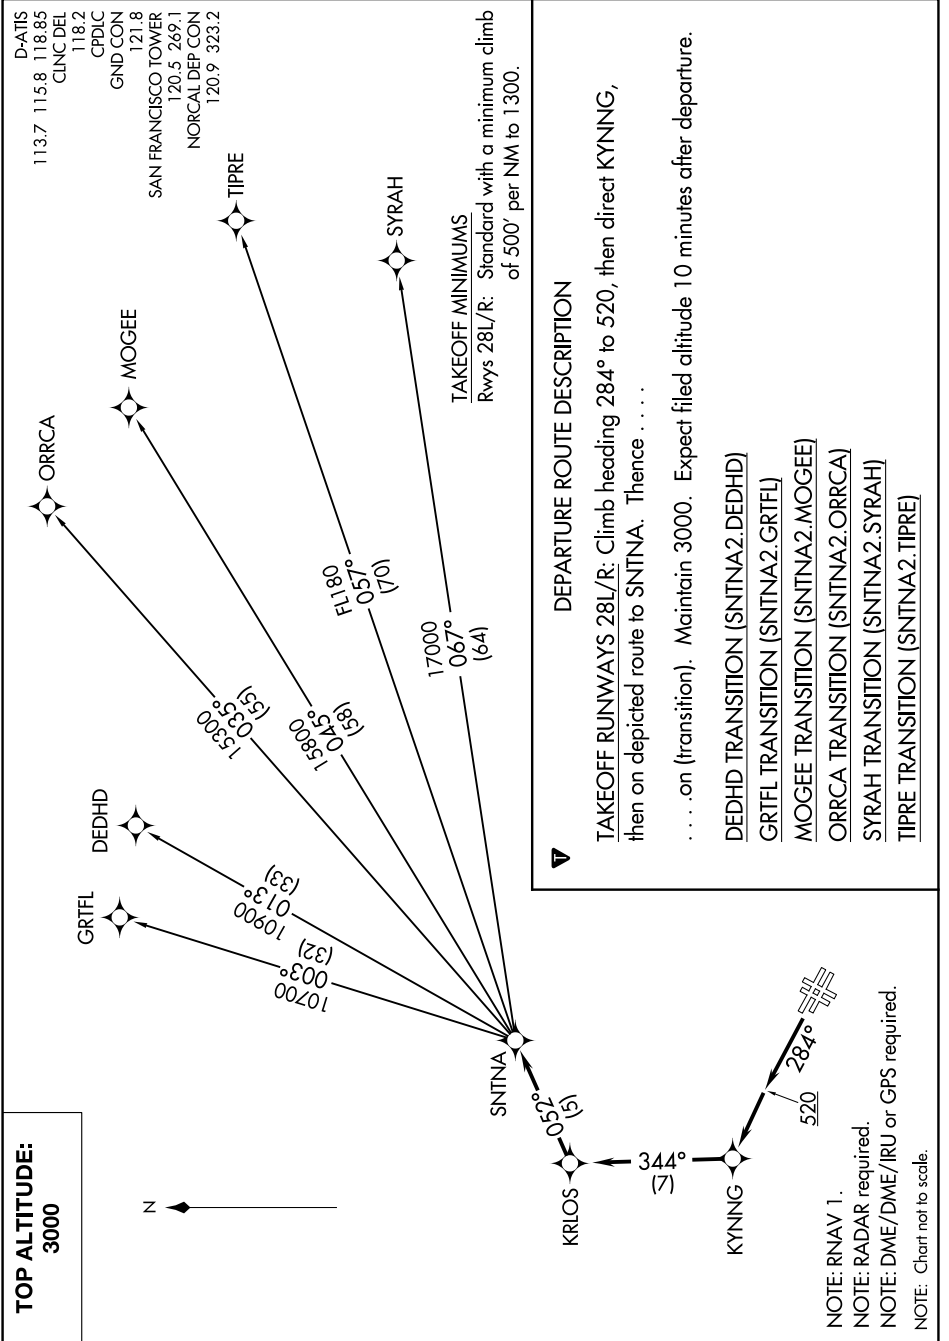 TOP ALTITUDE:
3000
D-ATIS
113.7 115.8 118.85
CLNC DEL
118.2
CPDLC
GND CON
121.8
SAN FRANCISCO TOWER
120.5 269.1
NORCAL DEP CON
120.9 323.2
N
GRTFL
DEDHD
ORRCA
MOGEE
TIPRE
SYRAH
10700
003°
(32)
10900
013°
(33)
15300
035°
(55)
15800
045°
(58)
FL180
057°
(70)
17000
067°
(64)
SNTNA
052°
(5)
KRLOS
344°
(7)
KYNNG
284°
520
TAKEOFF MINIMUMS
Rwys 28L/R: Standard with a minimum climb
of 500' per NM to 1300.
NOTE: RNAV 1.
NOTE: RADAR required.
NOTE: DME/DME/IRU or GPS required.
NOTE: Chart not to scale.
T
DEPARTURE ROUTE DESCRIPTION
TAKEOFF RUNWAYS 28L/R: Climb heading 284° to 520, then direct KYNNG,
then on depicted route to SNTNA. Thence . . . .
. . . .on (transition). Maintain 3000. Expect filed altitude 10 minutes after departure.
DEDHD TRANSITION (SNTNA2.DEDHD)
GRTFL TRANSITION (SNTNA2.GRTFL)
MOGEE TRANSITION (SNTNA2.MOGEE)
ORRCA TRANSITION (SNTNA2.ORRCA)
SYRAH TRANSITION (SNTNA2.SYRAH)
TIPRE TRANSITION (SNTNA2.TIPRE)